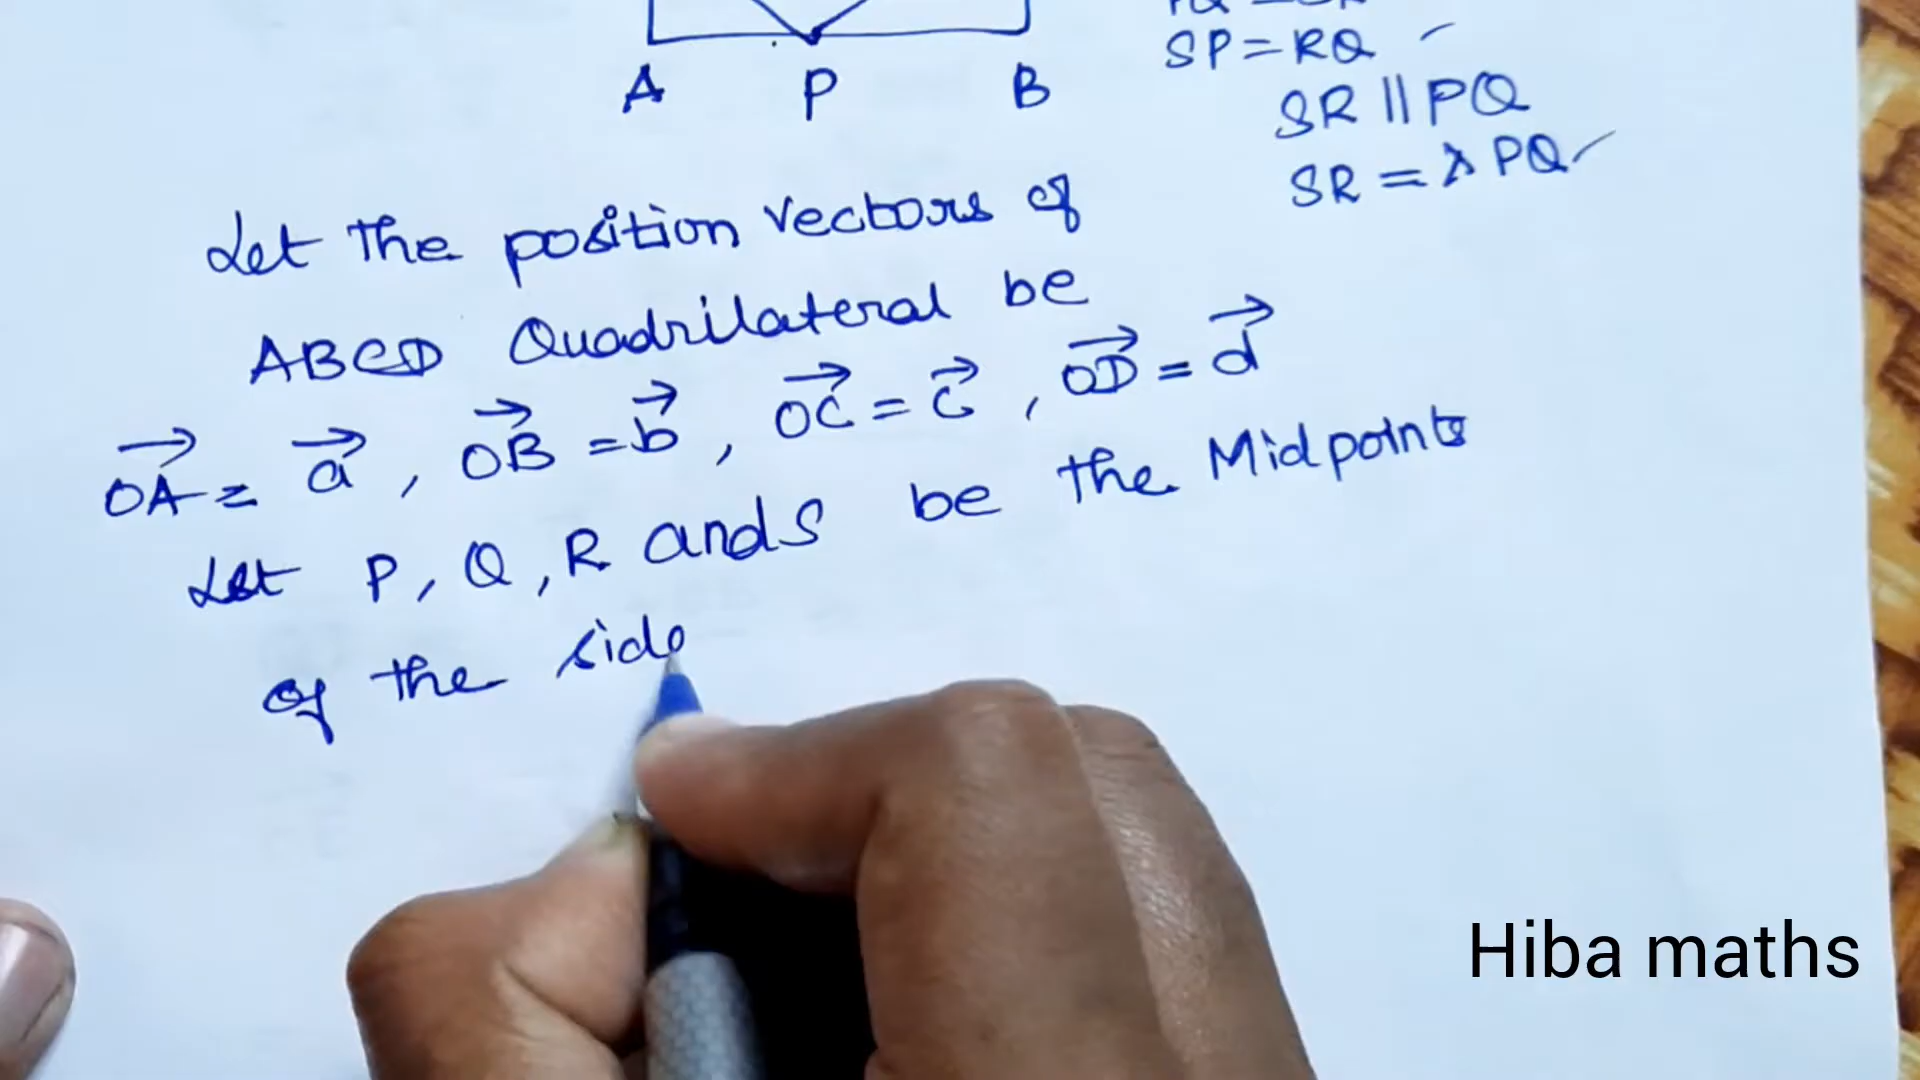 A P B
SP = RQ
SR || PQ
SR = λ PQ
Let the position vectors of
ABCD Quadrilateral be
OA = a, OB = b, OC = c, OD = d
Let P, Q, R and S be the Midpoints
of the side
Hiba maths